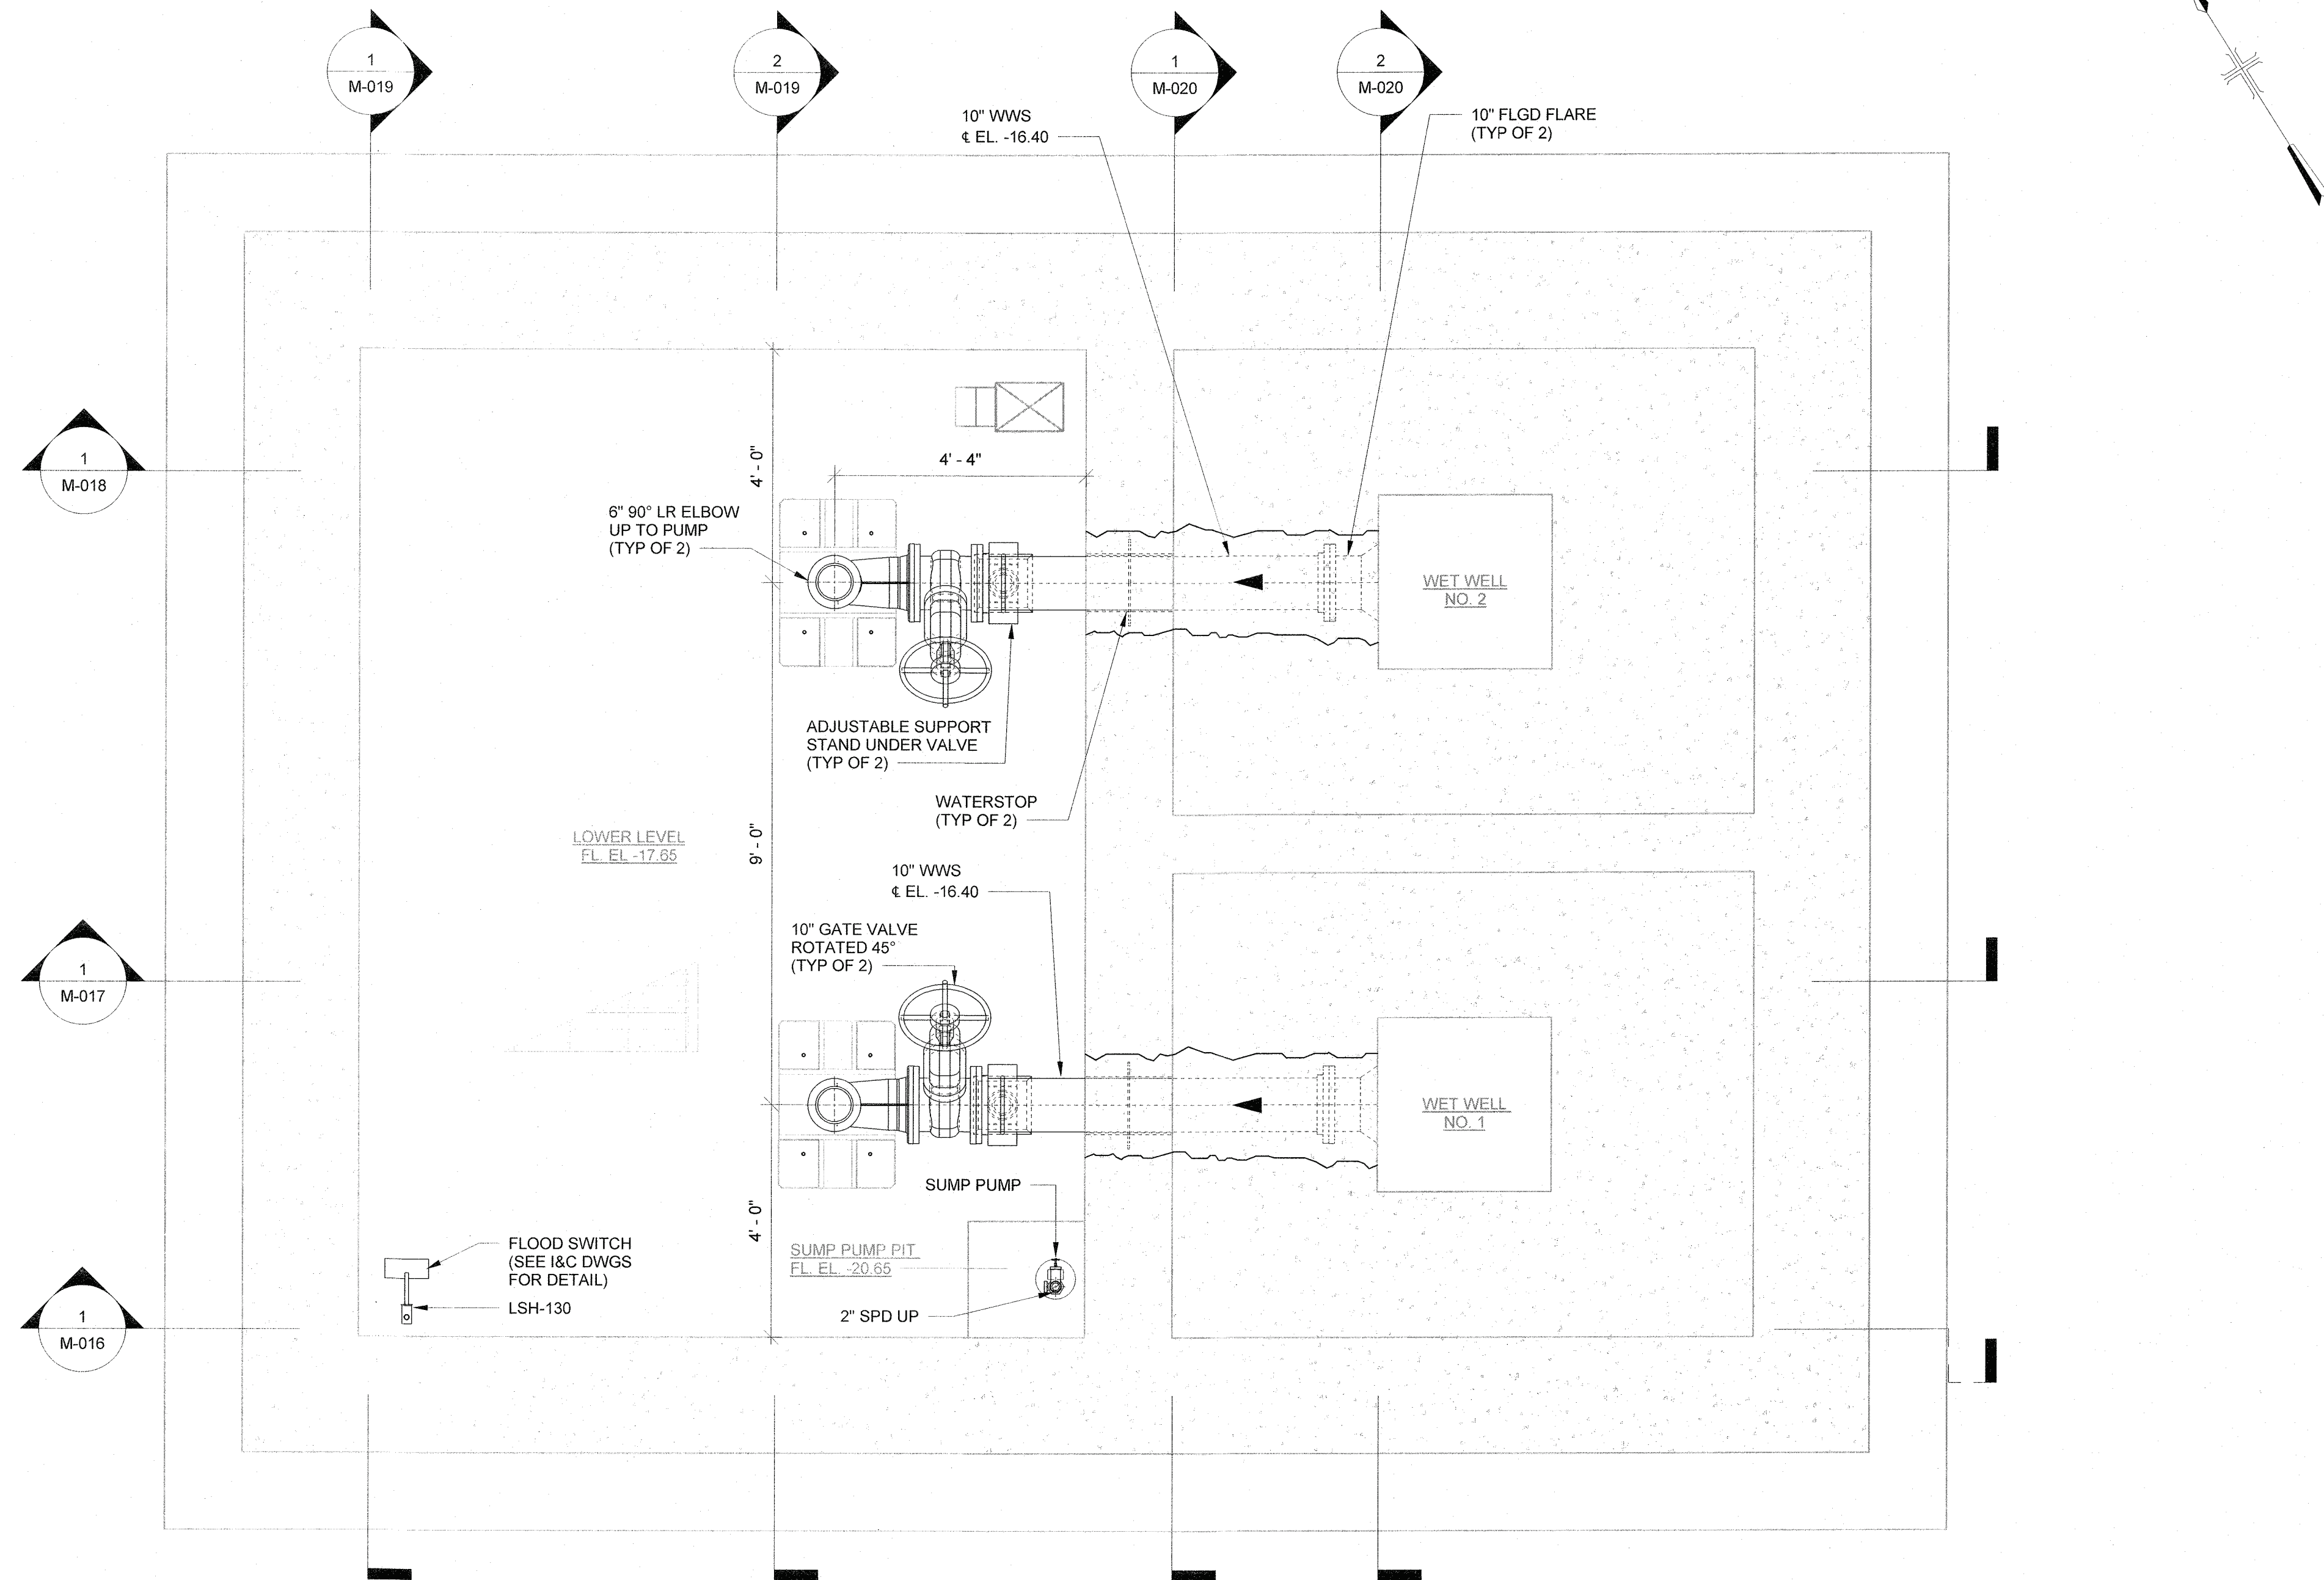 1
M-019
2
M-019
1
M-020
2
M-020
10" WWS
℄ EL. -16.40
10" FLGD FLARE
(TYP OF 2)
1
M-018
4' - 0"
4' - 4"
6" 90° LR ELBOW
UP TO PUMP
(TYP OF 2)
WET WELL
NO. 2
ADJUSTABLE SUPPORT
STAND UNDER VALVE
(TYP OF 2)
WATERSTOP
(TYP OF 2)
LOWER LEVEL
FL. EL -17.65
9' - 0"
10" WWS
℄ EL. -16.40
10" GATE VALVE
ROTATED 45°
(TYP OF 2)
1
M-017
WET WELL
NO. 1
SUMP PUMP
4' - 0"
FLOOD SWITCH
(SEE I&C DWGS
FOR DETAIL)
LSH-130
SUMP PUMP PIT
FL. EL. -20.65
2" SPD UP
1
M-016